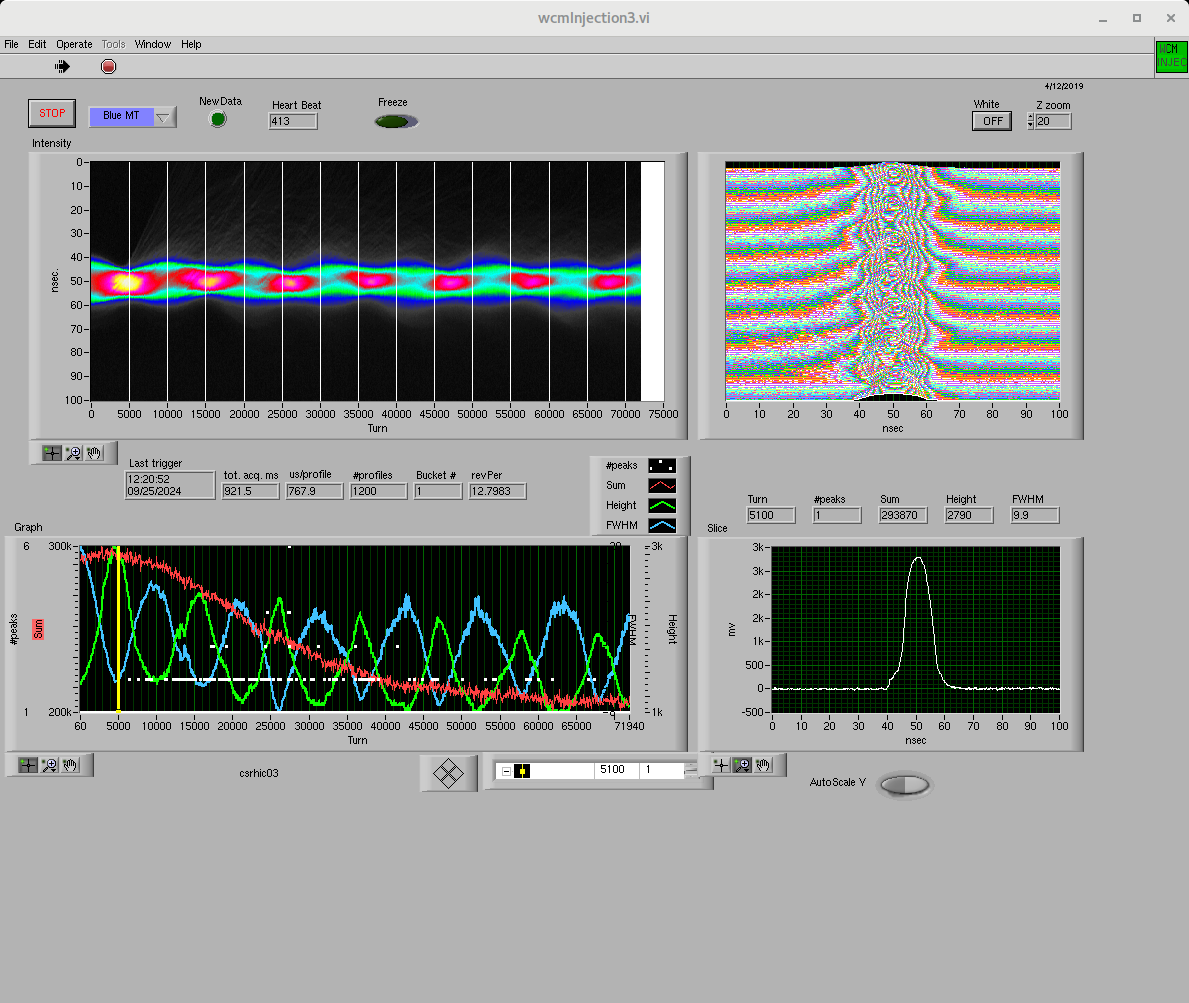 wcmInjection3.vi
File Edit Operate Tools Window Help
WCM
INJEC
4/12/2019
STOP
Blue MT
NewData
Heart Beat
413
Freeze
White
OFF
Z zoom
20
Intensity
0
10
20
30
40
50
60
70
80
90
100
nsec.
0 5000 10000 15000 20000 25000 30000 35000 40000 45000 50000 55000 60000 65000 70000 75000
Turn
0 10 20 30 40 50 60 70 80 90 100
nsec
Last trigger
12:20:52
09/25/2024
tot. acq. ms
921.5
us/profile
767.9
#profiles
1200
Bucket #
1
revPer
12.7983
#peaks
Sum
Height
FWHM
Turn
5100
#peaks
1
Sum
293870
Height
2790
FWHM
9.9
Graph
6
1
#peaks
300k
200k
Sum
20
8
FWHM
3k
1k
Height
60 5000 10000 15000 20000 25000 30000 35000 40000 45000 50000 55000 60000 65000 71940
Turn
Slice
3k
3k
2k
2k
1k
500
0
-500
mv
0 10 20 30 40 50 60 70 80 90 100
nsec
csrhic03
5100 1
AutoScale Y